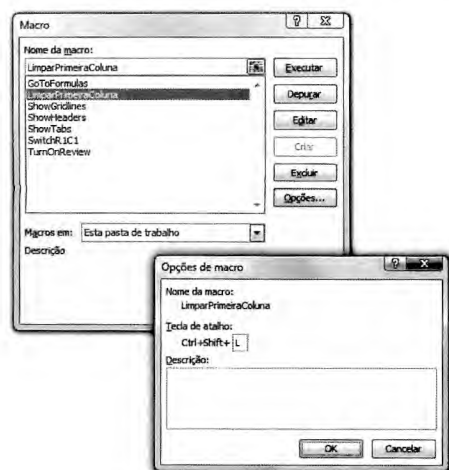 Macro
Nome da macro:
LimparPrimeiraColuna
Executar
GoToFormulas
LimparPrimeiraColuna
ShowGridlines
ShowHeaders
ShowTabs
SwitchR1C1
TurnOnReview
Depurar
Editar
Criar
Excluir
Opções...
Macros em: Esta pasta de trabalho
Descrição
Opções de macro
Nome da macro:
LimparPrimeiraColuna
Tecla de atalho:
Ctrl+Shift+ L
Descrição:
OK Cancelar